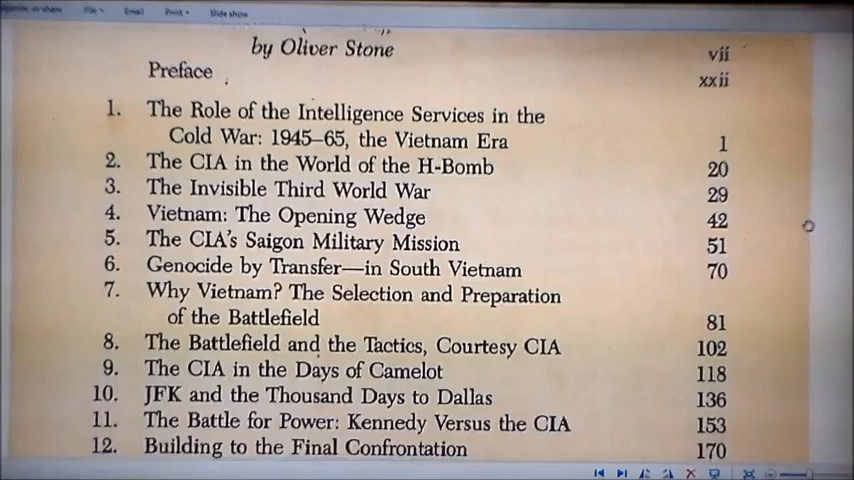 File
Email
Print
Slide show
by Oliver Stone vii
Preface xxii
1. The Role of the Intelligence Services in the
Cold War: 1945–65, the Vietnam Era 1
2. The CIA in the World of the H-Bomb 20
3. The Invisible Third World War 29
4. Vietnam: The Opening Wedge 42
5. The CIA's Saigon Military Mission 51
6. Genocide by Transfer—in South Vietnam 70
7. Why Vietnam? The Selection and Preparation
of the Battlefield 81
8. The Battlefield and the Tactics, Courtesy CIA 102
9. The CIA in the Days of Camelot 118
10. JFK and the Thousand Days to Dallas 136
11. The Battle for Power: Kennedy Versus the CIA 153
12. Building to the Final Confrontation 170